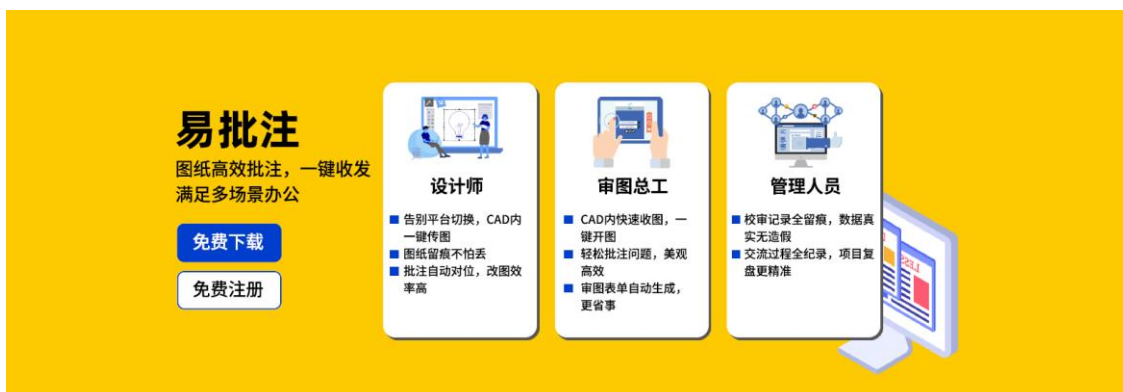 易批注
图纸高效批注，一键收发
满足多场景办公
免费下载
免费注册
设计师
告别平台切换，CAD内
一键传图
图纸留痕不怕丢
批注自动对位，改图效
率高
审图总工
CAD内快速收图，一
键开图
轻松批注问题，美观
高效
审图表单自动生成，
更省事
管理人员
校审记录全留痕，数据真
实无造假
交流过程全纪录，项目复
盘更精准